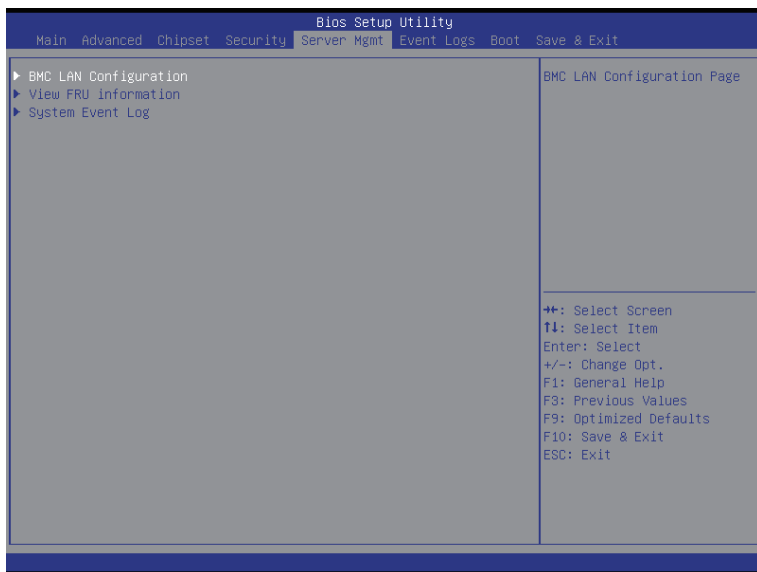 Bios Setup Utility
Main Advanced Chipset Security Server Mgmt Event Logs Boot Save & Exit
BMC LAN Configuration
View FRU information
System Event Log
BMC LAN Configuration Page
→←: Select Screen
↑↓: Select Item
Enter: Select
+/-: Change Opt.
F1: General Help
F3: Previous Values
F9: Optimized Defaults
F10: Save & Exit
ESC: Exit